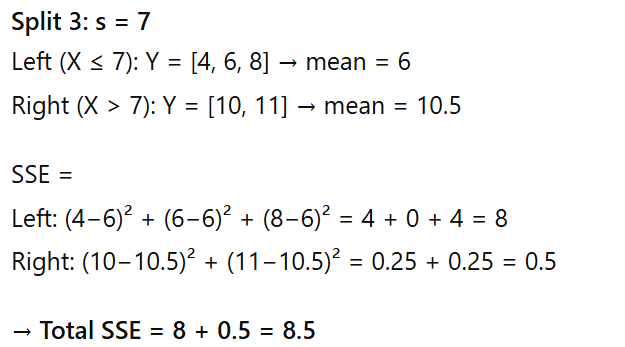 Split 3: s = 7
Left (X ≤ 7): Y = [4, 6, 8] → mean = 6
Right (X > 7): Y = [10, 11] → mean = 10.5
SSE =
Left: (4−6)² + (6−6)² + (8−6)² = 4 + 0 + 4 = 8
Right: (10−10.5)² + (11−10.5)² = 0.25 + 0.25 = 0.5
→ Total SSE = 8 + 0.5 = 8.5